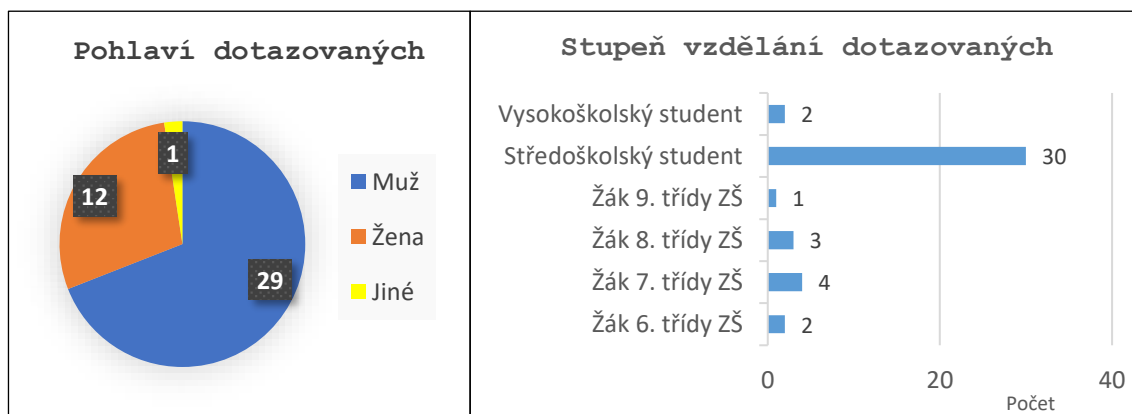 Pohlaví dotazovaných
1
12
29
Muž
Žena
Jiné
Stupeň vzdělání dotazovaných
Vysokoškolský student 2
Středoškolský student 30
Žák 9. třídy ZŠ 1
Žák 8. třídy ZŠ 3
Žák 7. třídy ZŠ 4
Žák 6. třídy ZŠ 2
0 20 40
Počet